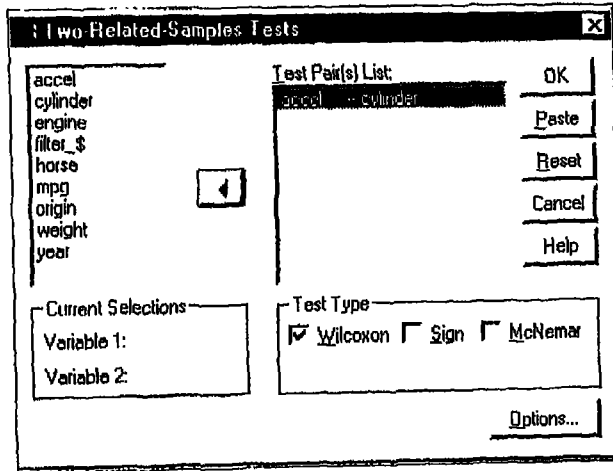 Two-Related-Samples Tests
accel
cylinder
engine
filter_$
horse
mpg
origin
weight
year
Test Pair(s) List:
accel -- cylinder
OK
Paste
Reset
Cancel
Help
Current Selections
Variable 1:
Variable 2:
Test Type
Wilcoxon
Sign
McNemar
Options...